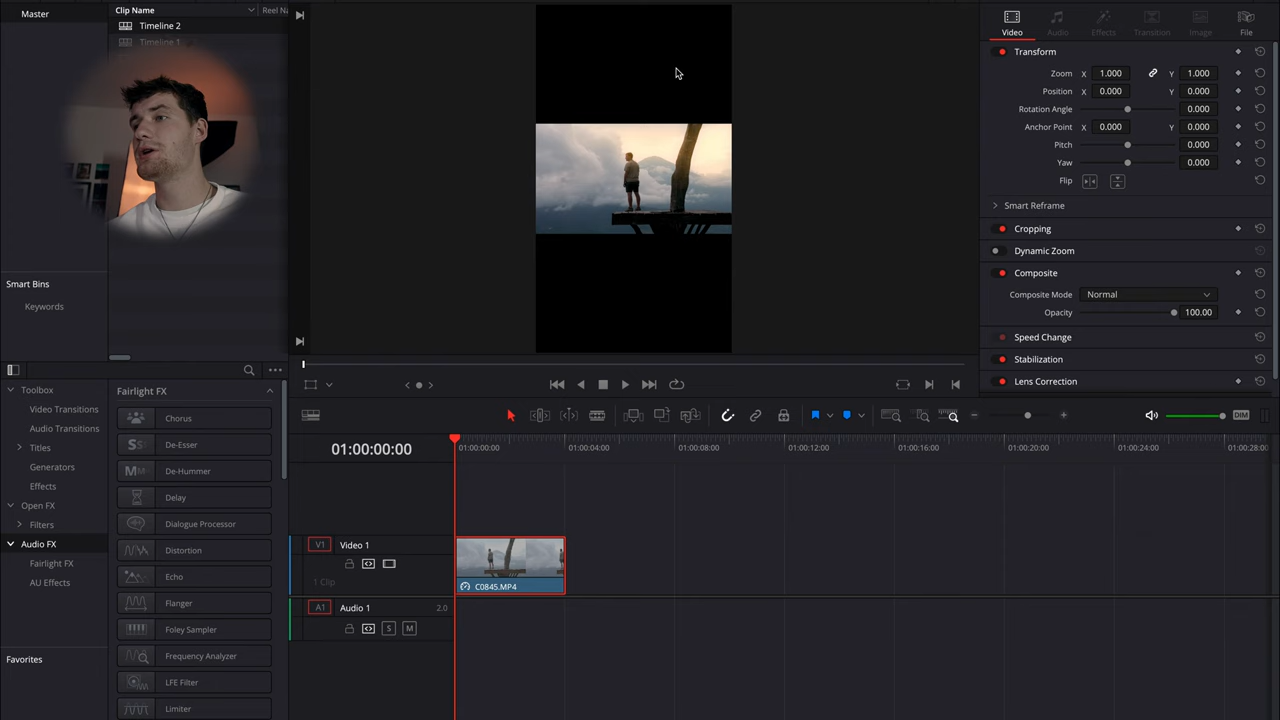 Master
Clip Name
Reel Na
Timeline 2
Timeline 1
Smart Bins
Keywords
Video
Audio
Effects
Transition
Image
File
Transform
Zoom X 1.000 Y 1.000
Position X 0.000 Y 0.000
Rotation Angle 0.000
Anchor Point X 0.000 Y 0.000
Pitch 0.000
Yaw 0.000
Flip
Smart Reframe
Cropping
Dynamic Zoom
Composite
Composite Mode Normal
Opacity 100.00
Speed Change
Stabilization
Lens Correction
Toolbox
Video Transitions
Audio Transitions
Titles
Generators
Effects
Open FX
Filters
Audio FX
Fairlight FX
AU Effects
Favorites
Fairlight FX
Chorus
De-Esser
De-Hummer
Delay
Dialogue Processor
Distortion
Echo
Flanger
Foley Sampler
Frequency Analyzer
LFE Filter
Limiter
DIM
01:00:00:00
01:00:00:00
01:00:04:00
01:00:08:00
01:00:12:00
01:00:16:00
01:00:20:00
01:00:24:00
01:00:28:00
V1 Video 1
1 Clip
C0845.MP4
A1 Audio 1 2.0
S M